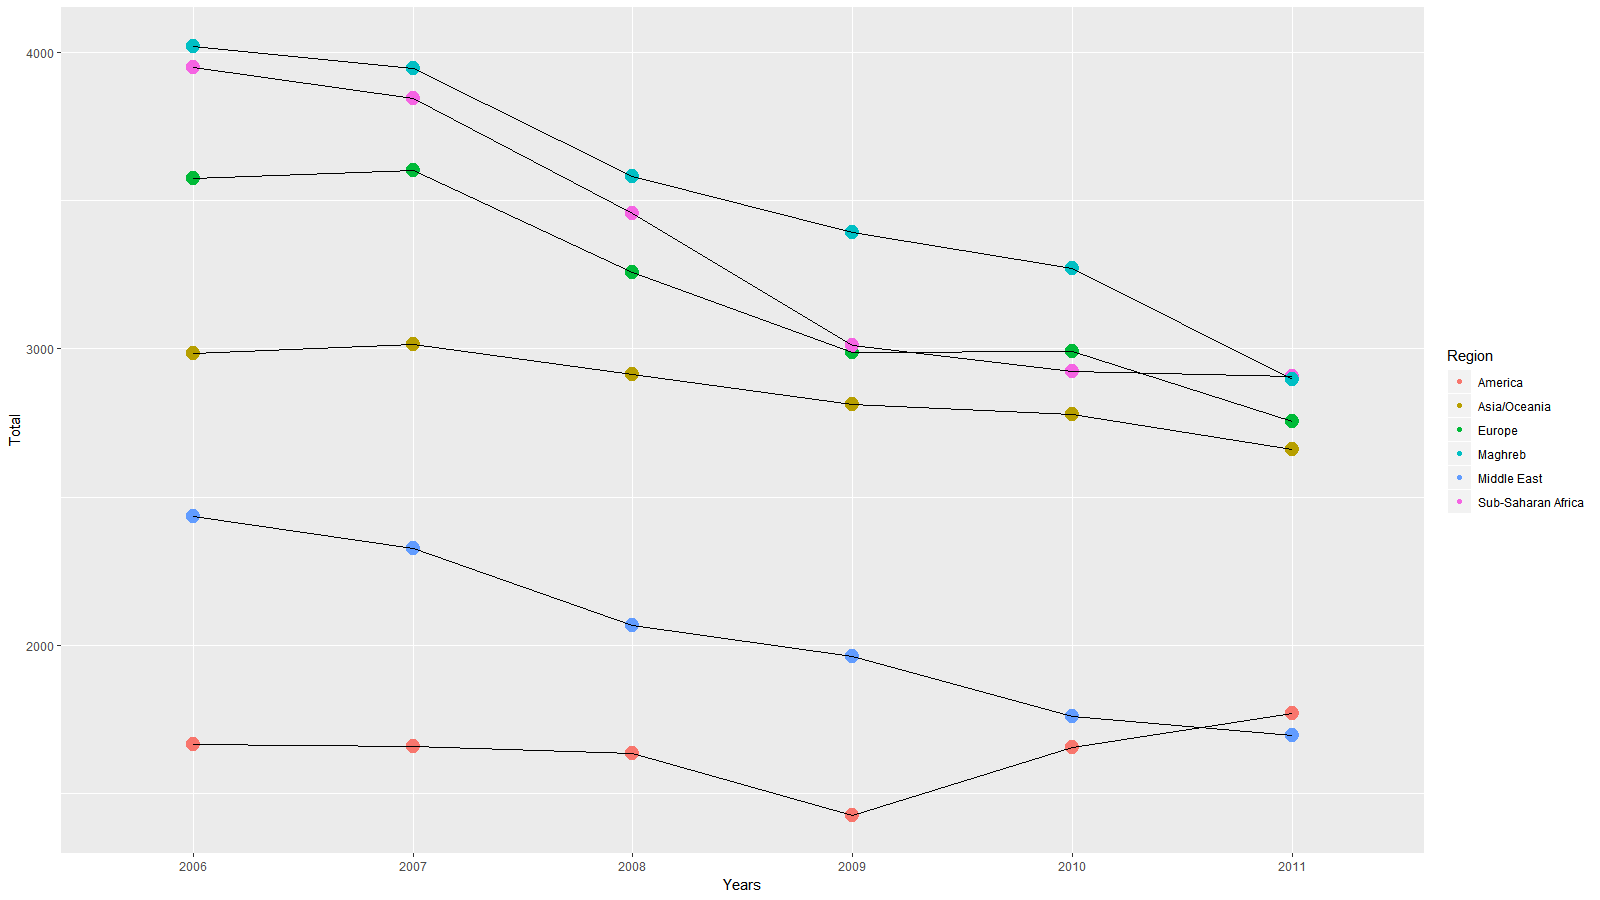 4000
3000
2000
Total
2006 2007 2008 2009 2010 2011
Years
Region
America
Asia/Oceania
Europe
Maghreb
Middle East
Sub-Saharan Africa